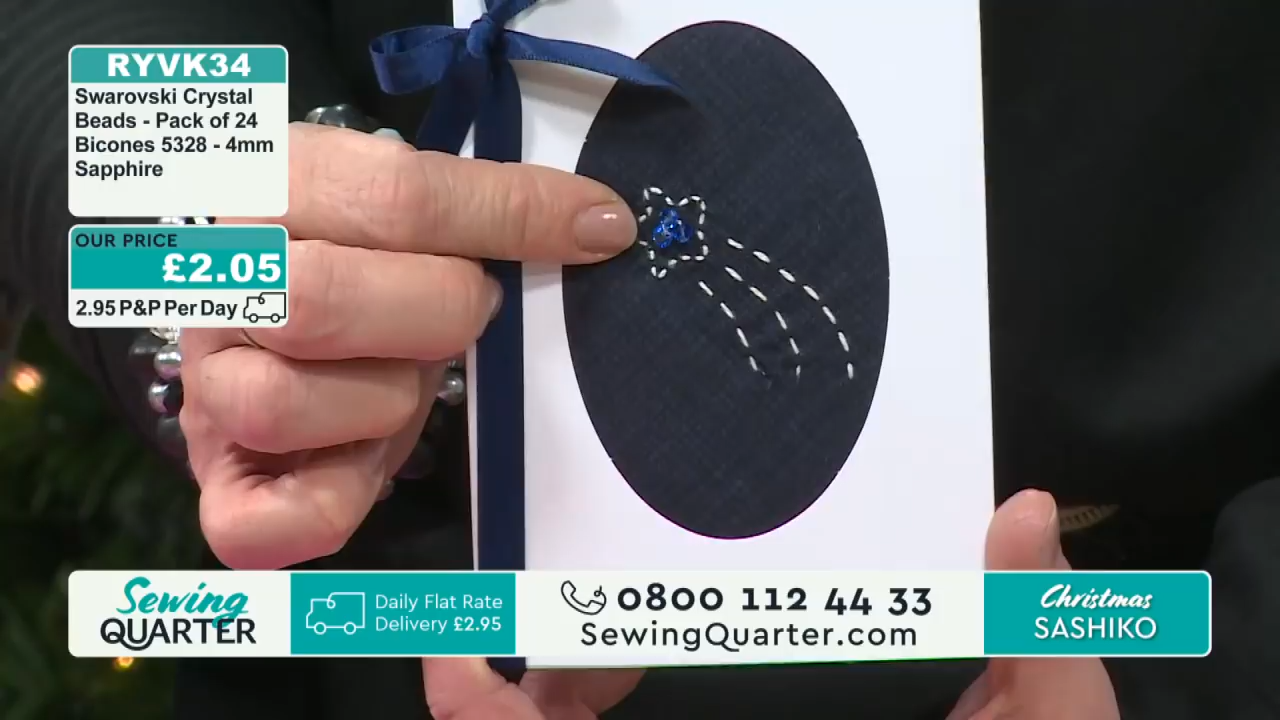 RYVK34
Swarovski Crystal
Beads - Pack of 24
Bicones 5328 - 4mm
Sapphire
OUR PRICE
£2.05
2.95 P&P Per Day
Sewing
QUARTER
Daily Flat Rate
Delivery £2.95
0800 112 44 33
SewingQuarter.com
Christmas
SASHIKO